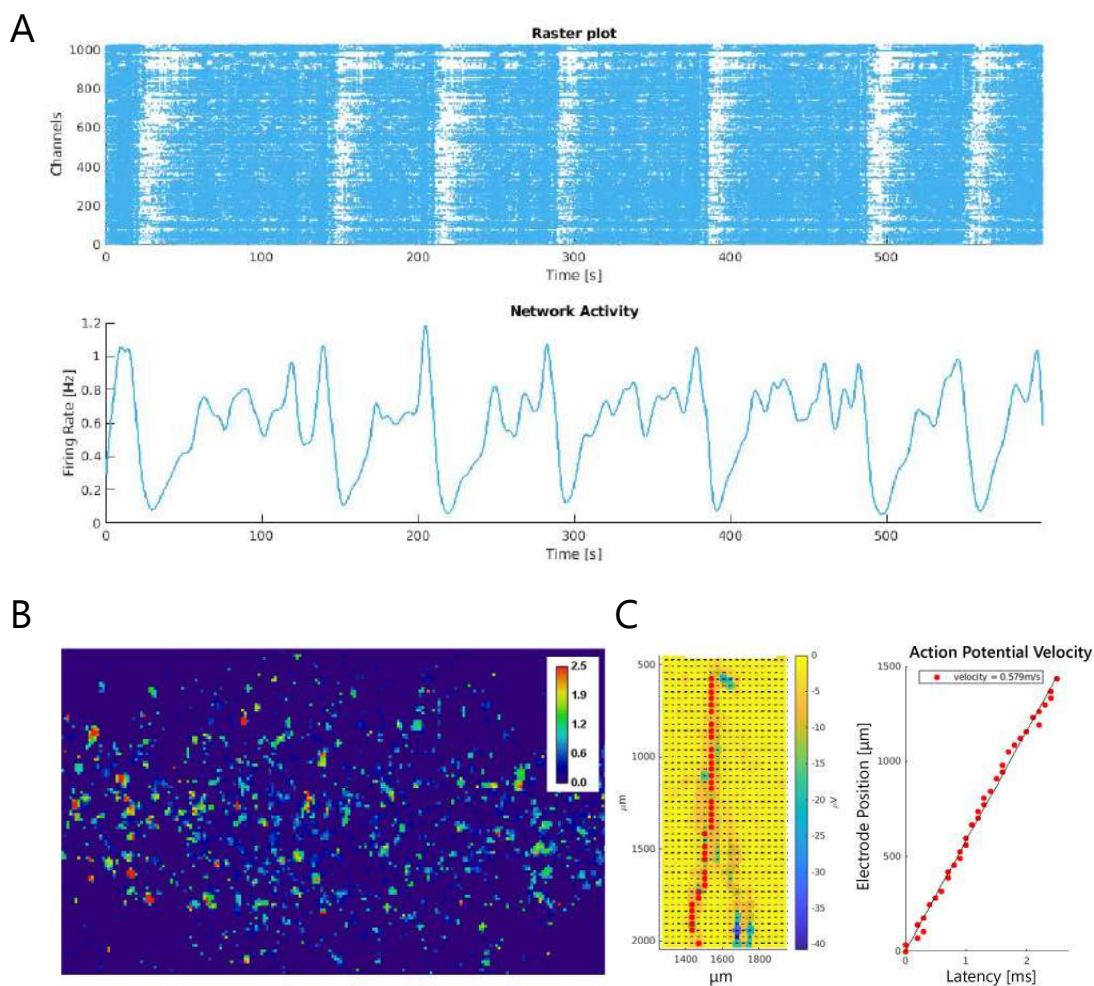 A
Raster plot
1000
800
600
400
200
0
Channels
0 100 200 300 400 500
Time [s]
Network Activity
1.2
1
0.8
0.6
0.4
0.2
0
Firing Rate [Hz]
0 100 200 300 400 500
Time [s]
B
2.5
1.9
1.2
0.6
0.0
C
500
1000
1500
2000
μm
1400 1600 1800
μm
0
-5
-10
-15
-20
-25
-30
-35
-40
μV
Action Potential Velocity
velocity = 0.579m/s
1500
1000
500
0
Electrode Position [μm]
0 1 2
Latency [ms]